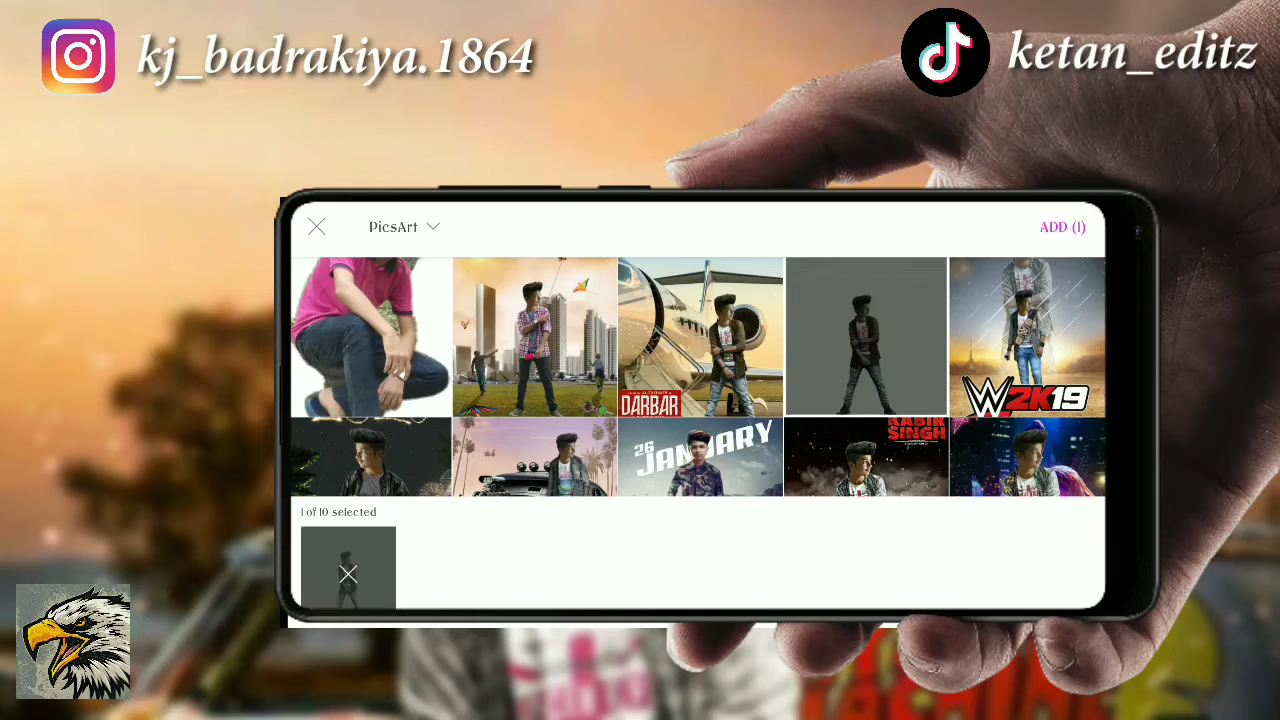 kj_badrakiya.1864
ketan_editz
PicsArt
ADD (1)
DARBAR
W2K19
26
JANUARY
KABIR
SINGH
1 of 10 selected